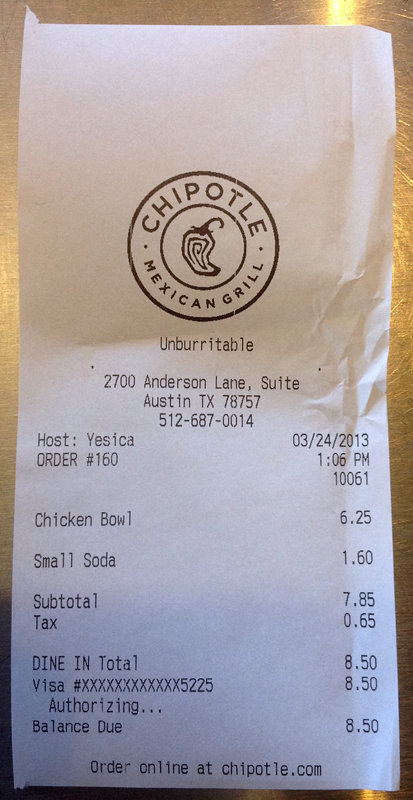 CHIPOTLE
MEXICAN GRILL
Unburritable
2700 Anderson Lane, Suite
Austin TX 78757
512-687-0014
Host: Yesica 03/24/2013
ORDER #160 1:06 PM
10061
Chicken Bowl 6.25
Small Soda 1.60
Subtotal 7.85
Tax 0.65
DINE IN Total 8.50
Visa #XXXXXXXXXXXX5225 8.50
Authorizing...
Balance Due 8.50
Order online at chipotle.com